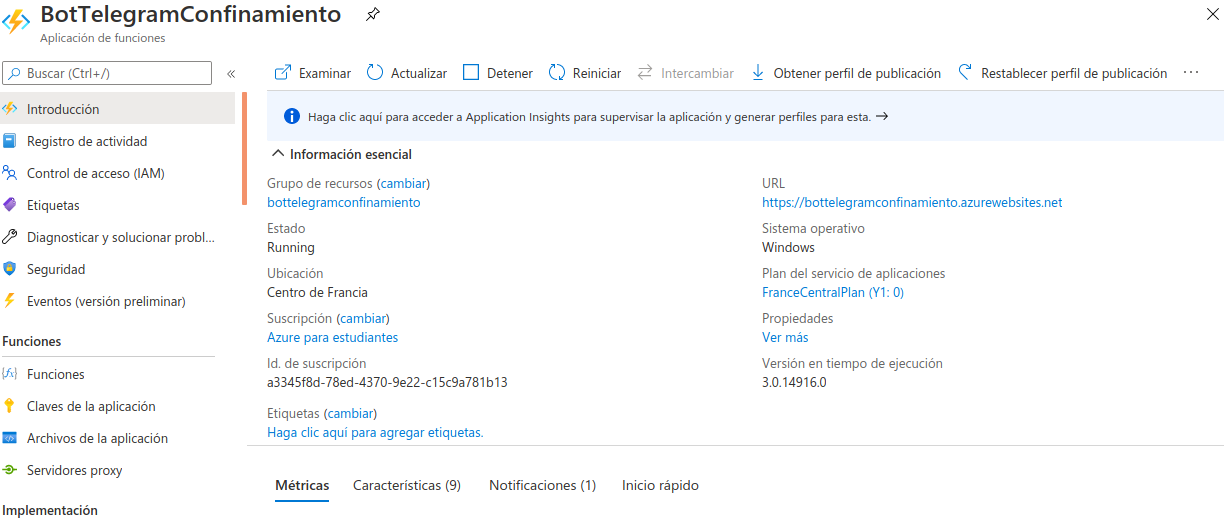 BotTelegramConfinamiento
Aplicación de funciones
Buscar (Ctrl+/)
«
Examinar
Actualizar
Detener
Reiniciar
Intercambiar
Obtener perfil de publicación
Restablecer perfil de publicación
···
Introducción
Registro de actividad
Control de acceso (IAM)
Etiquetas
Diagnosticar y solucionar probl...
Seguridad
Eventos (versión preliminar)
Funciones
Funciones
Claves de la aplicación
Archivos de la aplicación
Servidores proxy
Implementación
Haga clic aquí para acceder a Application Insights para supervisar la aplicación y generar perfiles para esta. →
Información esencial
Grupo de recursos (cambiar)
bottelegramconfinamiento
Estado
Running
Ubicación
Centro de Francia
Suscripción (cambiar)
Azure para estudiantes
Id. de suscripción
a3345f8d-78ed-4370-9e22-c15c9a781b13
Etiquetas (cambiar)
Haga clic aquí para agregar etiquetas.
URL
https://bottelegramconfinamiento.azurewebsites.net
Sistema operativo
Windows
Plan del servicio de aplicaciones
FranceCentralPlan (Y1: 0)
Propiedades
Ver más
Versión en tiempo de ejecución
3.0.14916.0
Métricas
Características (9)
Notificaciones (1)
Inicio rápido